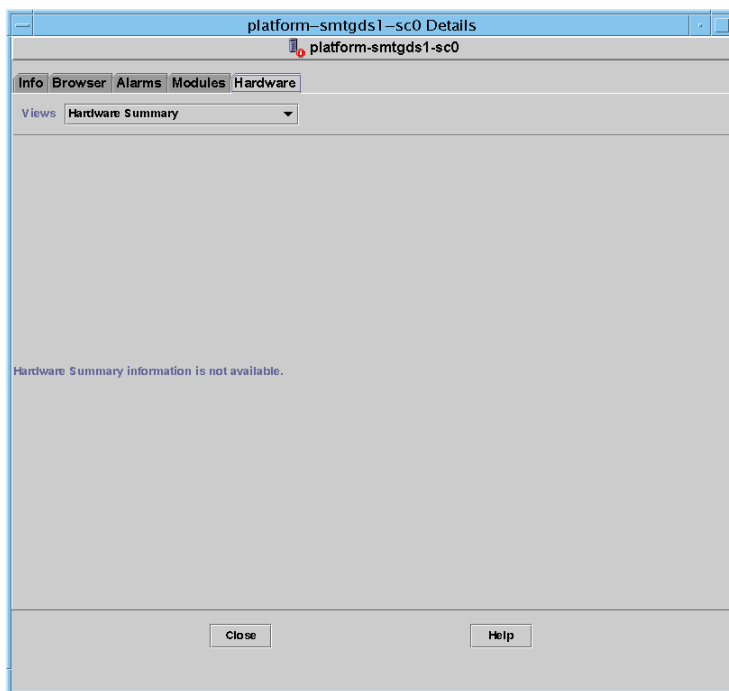 platform-smtgds1-sc0 Details
platform-smtgds1-sc0
Info Browser Alarms Modules Hardware
Views Hardware Summary
Hardware Summary information is not available.
Close Help